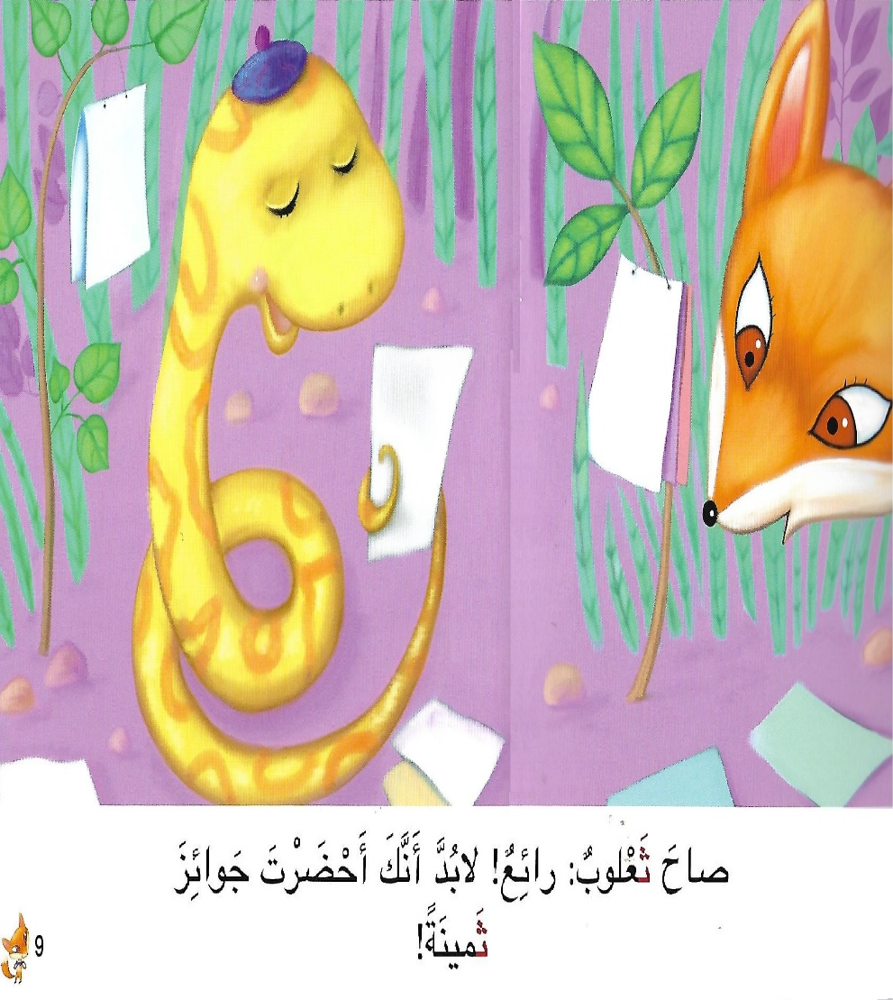 صاحَ ثَعْلوبٌ: رائِعٌ! لابُدَّ أَنَّكَ أَحْضَرْتَ جَوائِزَ
ثَمينَةً!
9